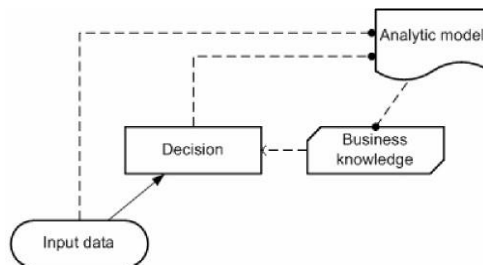 Analytic model
Decision
Business
knowledge
Input data